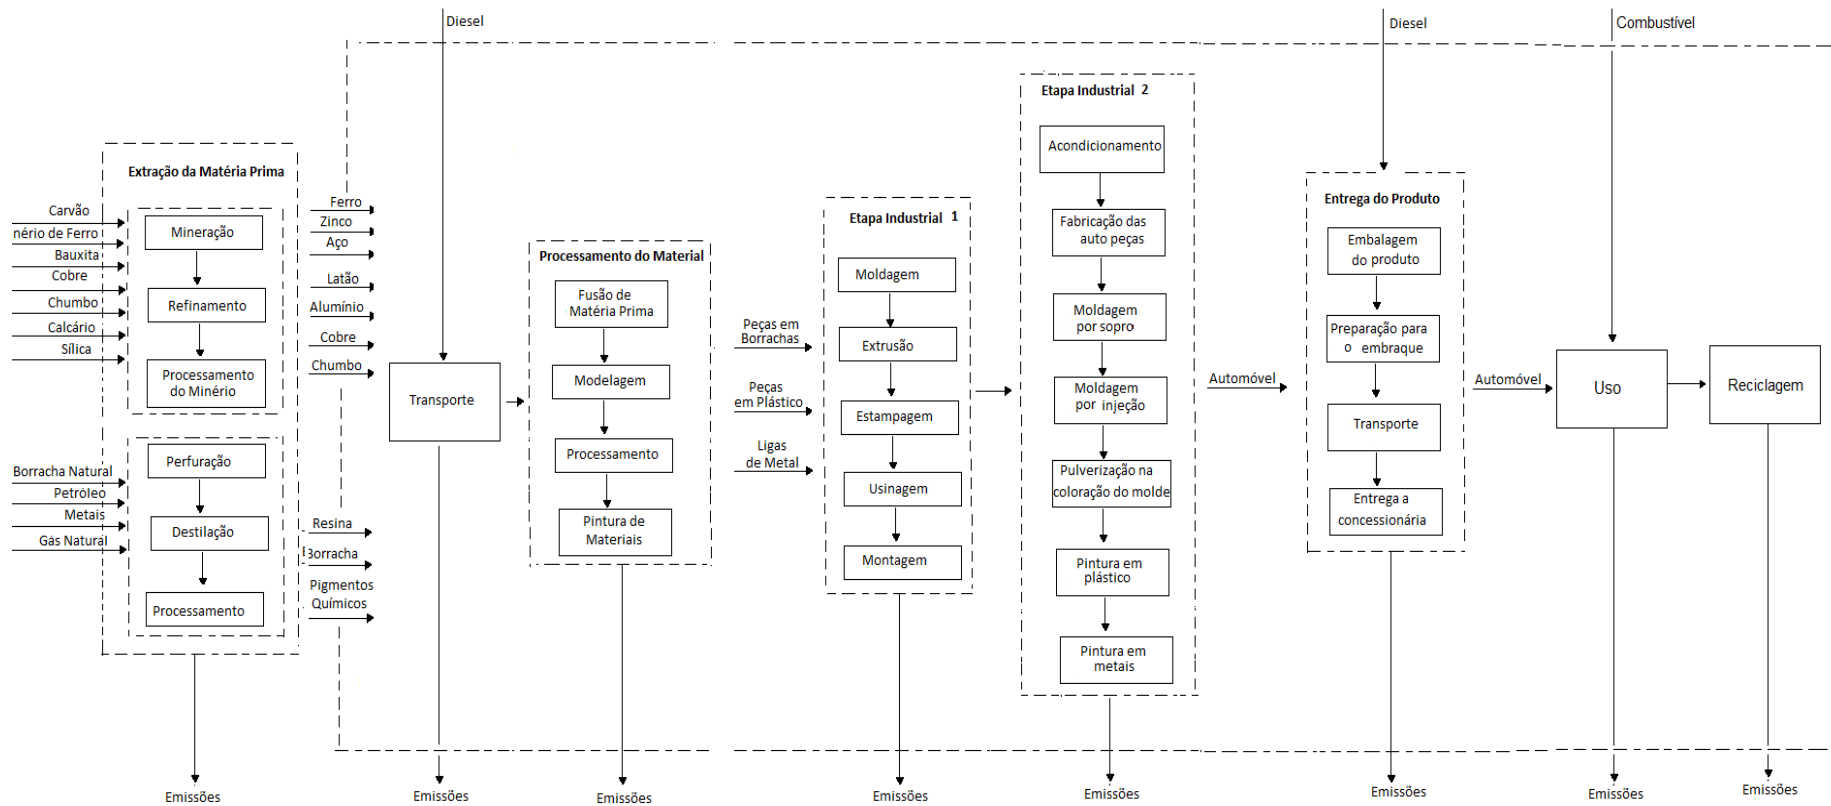 Diesel
Diesel
Combustível
Extração da Matéria Prima
Carvão
nério de Ferro
Bauxita
Cobre
Chumbo
Calcário
Sílica
Mineração
Refinamento
Processamento
do Minério
Borracha Natural
Petróleo
Metais
Gás Natural
Perfuração
Destilação
Processamento
Emissões
Ferro
Zinco
Aço
Latão
Alumínio
Cobre
Chumbo
Resina
Borracha
Pigmentos
Químicos
Transporte
Emissões
Processamento do Material
Fusão de
Matéria Prima
Modelagem
Processamento
Pintura de
Materiais
Emissões
Peças em
Borrachas
Peças
em Plástico
Ligas
de Metal
Etapa Industrial 1
Moldagem
Extrusão
Estampagem
Usinagem
Montagem
Emissões
Etapa Industrial 2
Acondicionamento
Fabricação das
auto peças
Moldagem
por sopro
Moldagem
por injeção
Pulverização na
coloração do molde
Pintura em
plástico
Pintura em
metais
Emissões
Automóvel
Entrega do Produto
Embalagem
do produto
Preparação para
o embraque
Transporte
Entrega a
concessionária
Emissões
Automóvel
Uso
Emissões
Reciclagem
Emissões